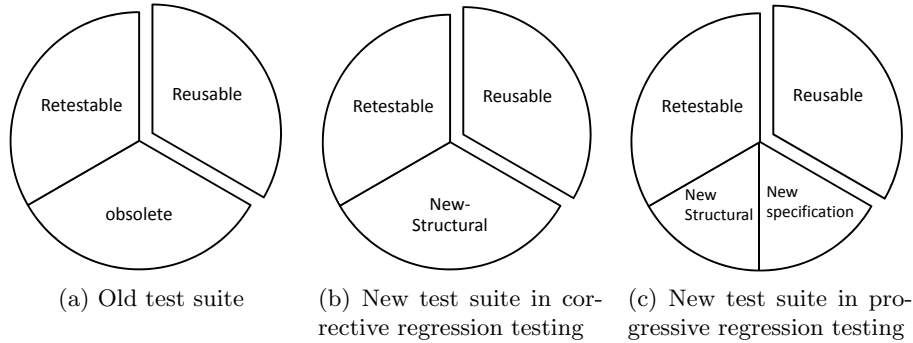 Retestable
Reusable
obsolete
(a) Old test suite
Retestable
Reusable
New-
Structural
(b) New test suite in cor-
rective regression testing
Retestable
Reusable
New
Structural
New
specification
(c) New test suite in pro-
gressive regression testing